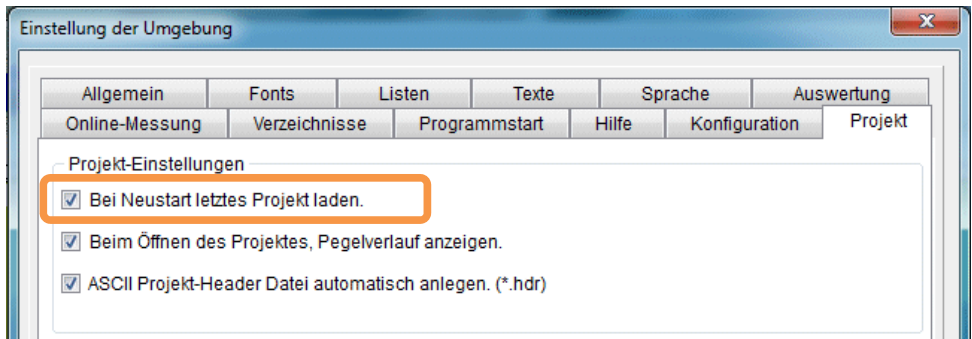 Einstellung der Umgebung
Allgemein Fonts Listen Texte Sprache Auswertung
Online-Messung Verzeichnisse Programmstart Hilfe Konfiguration Projekt
Projekt-Einstellungen
Bei Neustart letztes Projekt laden.
Beim Öffnen des Projektes, Pegelverlauf anzeigen.
ASCII Projekt-Header Datei automatisch anlegen. (*.hdr)